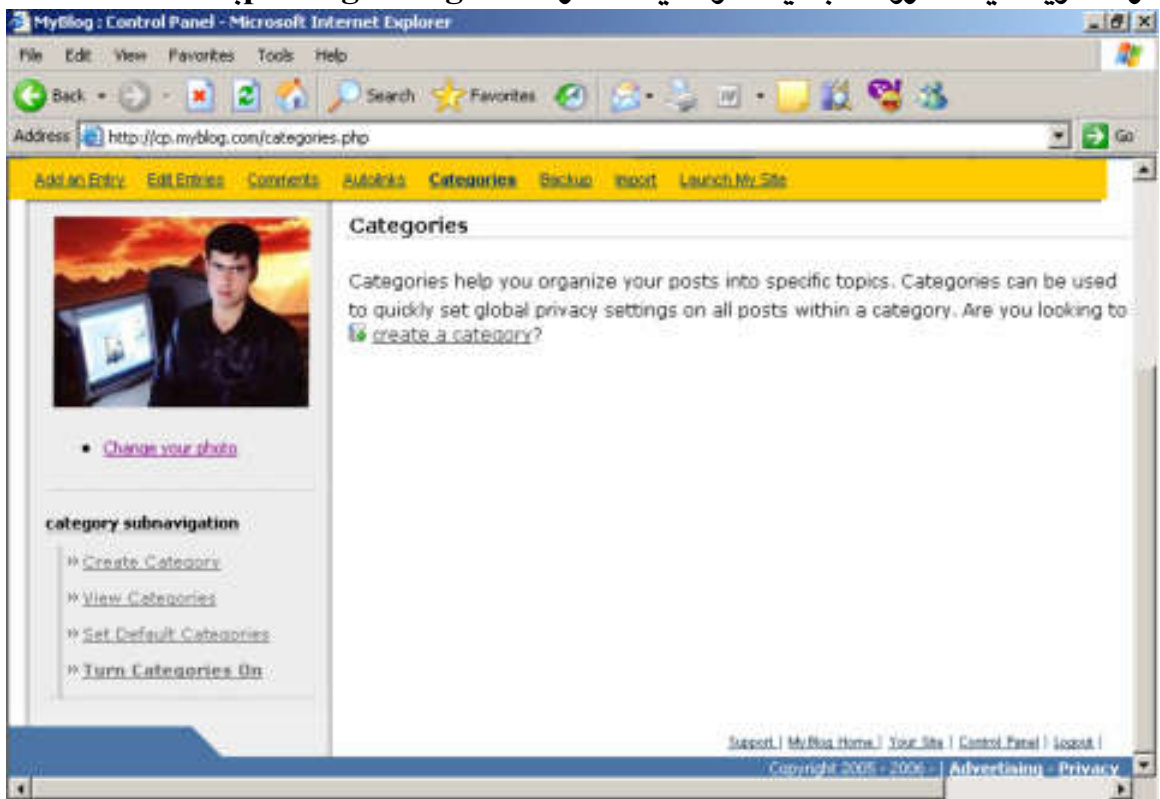 MyBlog : Control Panel - Microsoft Internet Explorer
File Edit View Favorites Tools Help
Back Search Favorites
Address http://cp.myblog.com/categories.php Go
Add an Entry Edit Entries Comments Autolinks Categories Backup Import Launch My Site
Categories
Categories help you organize your posts into specific topics. Categories can be used
to quickly set global privacy settings on all posts within a category. Are you looking to
create a category?
• Change your photo
category subnavigation
» Create Category
» View Categories
» Set Default Categories
» Turn Categories On
Support | MyBlog Home | Your Site | Control Panel | Logout |
Copyright 2005 - 2006 - | Advertising - Privacy